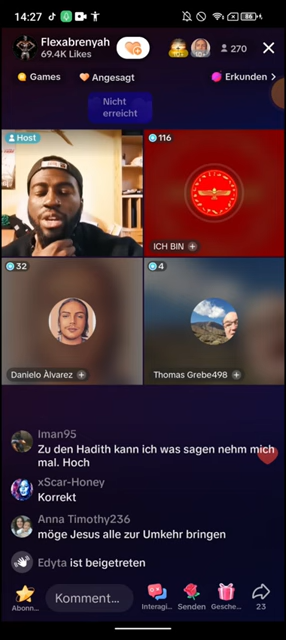 14:27
86
Flexabrenyah
69.4K Likes
270
Games
Angesagt
Erkunden
Nicht
erreicht
Host
116
ICH BIN
32
4
Danielo Àlvarez
Thomas Grebe498
Iman95
Zu den Hadith kann ich was sagen nehm mich
mal. Hoch
xScar-Honey
Korrekt
Anna Timothy236
möge Jesus alle zur Umkehr bringen
Edyta ist beigetreten
Komment...
Abonn...
Interagi...
Senden
Gesche...
23